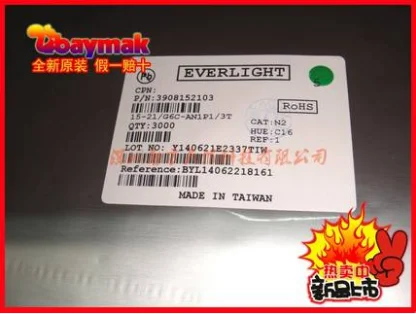 Ubaymak
全新原装 假一赔十
Pb
EVERLIGHT
CPN:
P/N:3908152103
RoHS
15-21/G6C-AN1P1/3T
QTY:3000
CAT:N2
HUE:C16
REF:1
LOT NO: Y140621E2337TIW
Reference:BYL14062218161
MADE IN TAIWAN
热卖中
新品上市